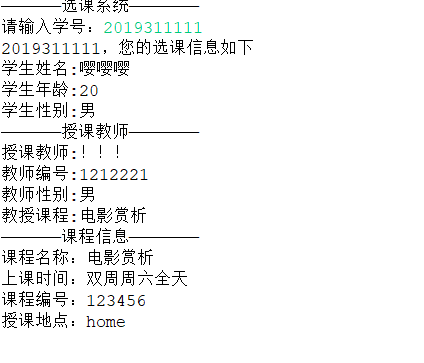 ———————选课系统———————
请输入学号：2019311111
2019311111，您的选课信息如下
学生姓名:嘤嘤嘤
学生年龄:20
学生性别:男
———————授课教师———————
授课教师:！！！
教师编号:1212221
教师性别:男
教授课程:电影赏析
———————课程信息———————
课程名称：电影赏析
上课时间：双周周六全天
课程编号：123456
授课地点：home